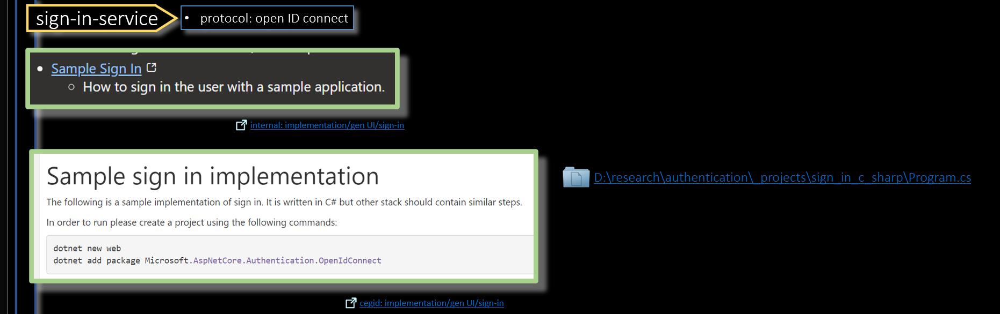 sign-in-service
• protocol: open ID connect
• Sample Sign In
○ How to sign in the user with a sample application.
internal: implementation/gen UI/sign-in
Sample sign in implementation
The following is a sample implementation of sign in. It is written in C# but other stack should contain similar steps.
In order to run please create a project using the following commands:
dotnet new web
dotnet add package Microsoft.AspNetCore.Authentication.OpenIdConnect
D:\research\authentication\_projects\sign_in_c_sharp\Program.cs
cegid: implementation/gen UI/sign-in